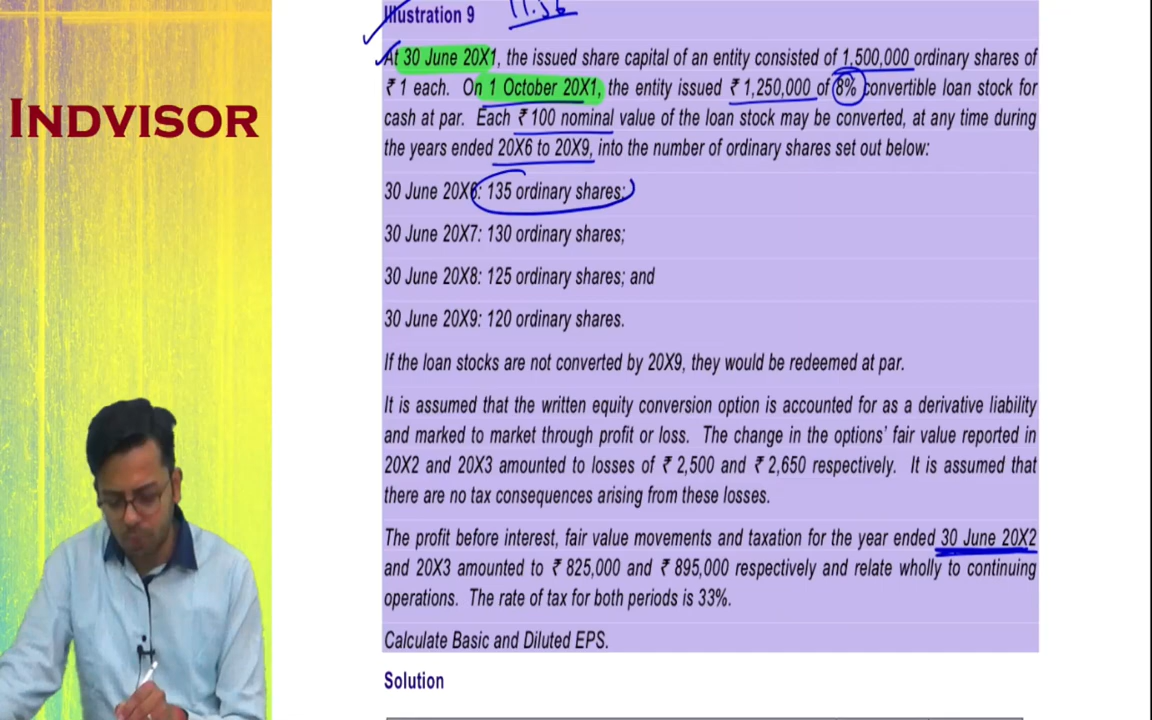 Illustration 9
INDVISOR
At 30 June 20X1, the issued share capital of an entity consisted of 1,500,000 ordinary shares of
₹ 1 each. On 1 October 20X1, the entity issued ₹ 1,250,000 of 8% convertible loan stock for
cash at par. Each ₹ 100 nominal value of the loan stock may be converted, at any time during
the years ended 20X6 to 20X9, into the number of ordinary shares set out below:
30 June 20X6: 135 ordinary shares;
30 June 20X7: 130 ordinary shares;
30 June 20X8: 125 ordinary shares; and
30 June 20X9: 120 ordinary shares.
If the loan stocks are not converted by 20X9, they would be redeemed at par.
It is assumed that the written equity conversion option is accounted for as a derivative liability
and marked to market through profit or loss. The change in the options' fair value reported in
20X2 and 20X3 amounted to losses of ₹ 2,500 and ₹ 2,650 respectively. It is assumed that
there are no tax consequences arising from these losses.
The profit before interest, fair value movements and taxation for the year ended 30 June 20X2
and 20X3 amounted to ₹ 825,000 and ₹ 895,000 respectively and relate wholly to continuing
operations. The rate of tax for both periods is 33%.
Calculate Basic and Diluted EPS.
Solution